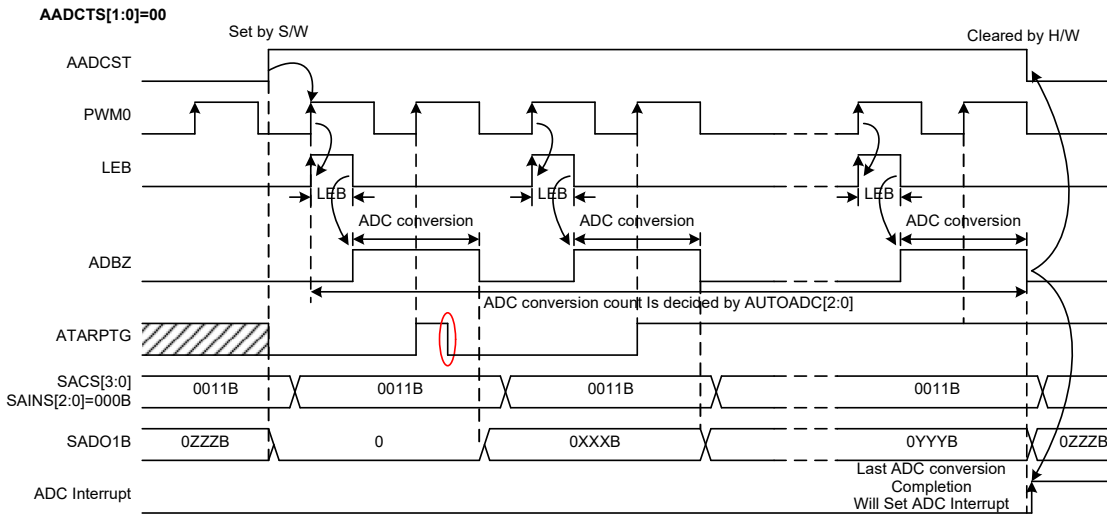 AADCTS[1:0]=00
Set by S/W
Cleared by H/W
AADCST
PWM0
LEB
LEB
LEB
LEB
ADC conversion
ADC conversion
ADC conversion
ADBZ
ADC conversion count Is decided by AUTOADC[2:0]
ATARPTG
SACS[3:0]
SAINS[2:0]=000B
0011B
0011B
0011B
0011B
SADO1B
0ZZZB
0
0XXXB
0YYYB
0ZZZB
Last ADC conversion
Completion
Will Set ADC Interrupt
ADC Interrupt